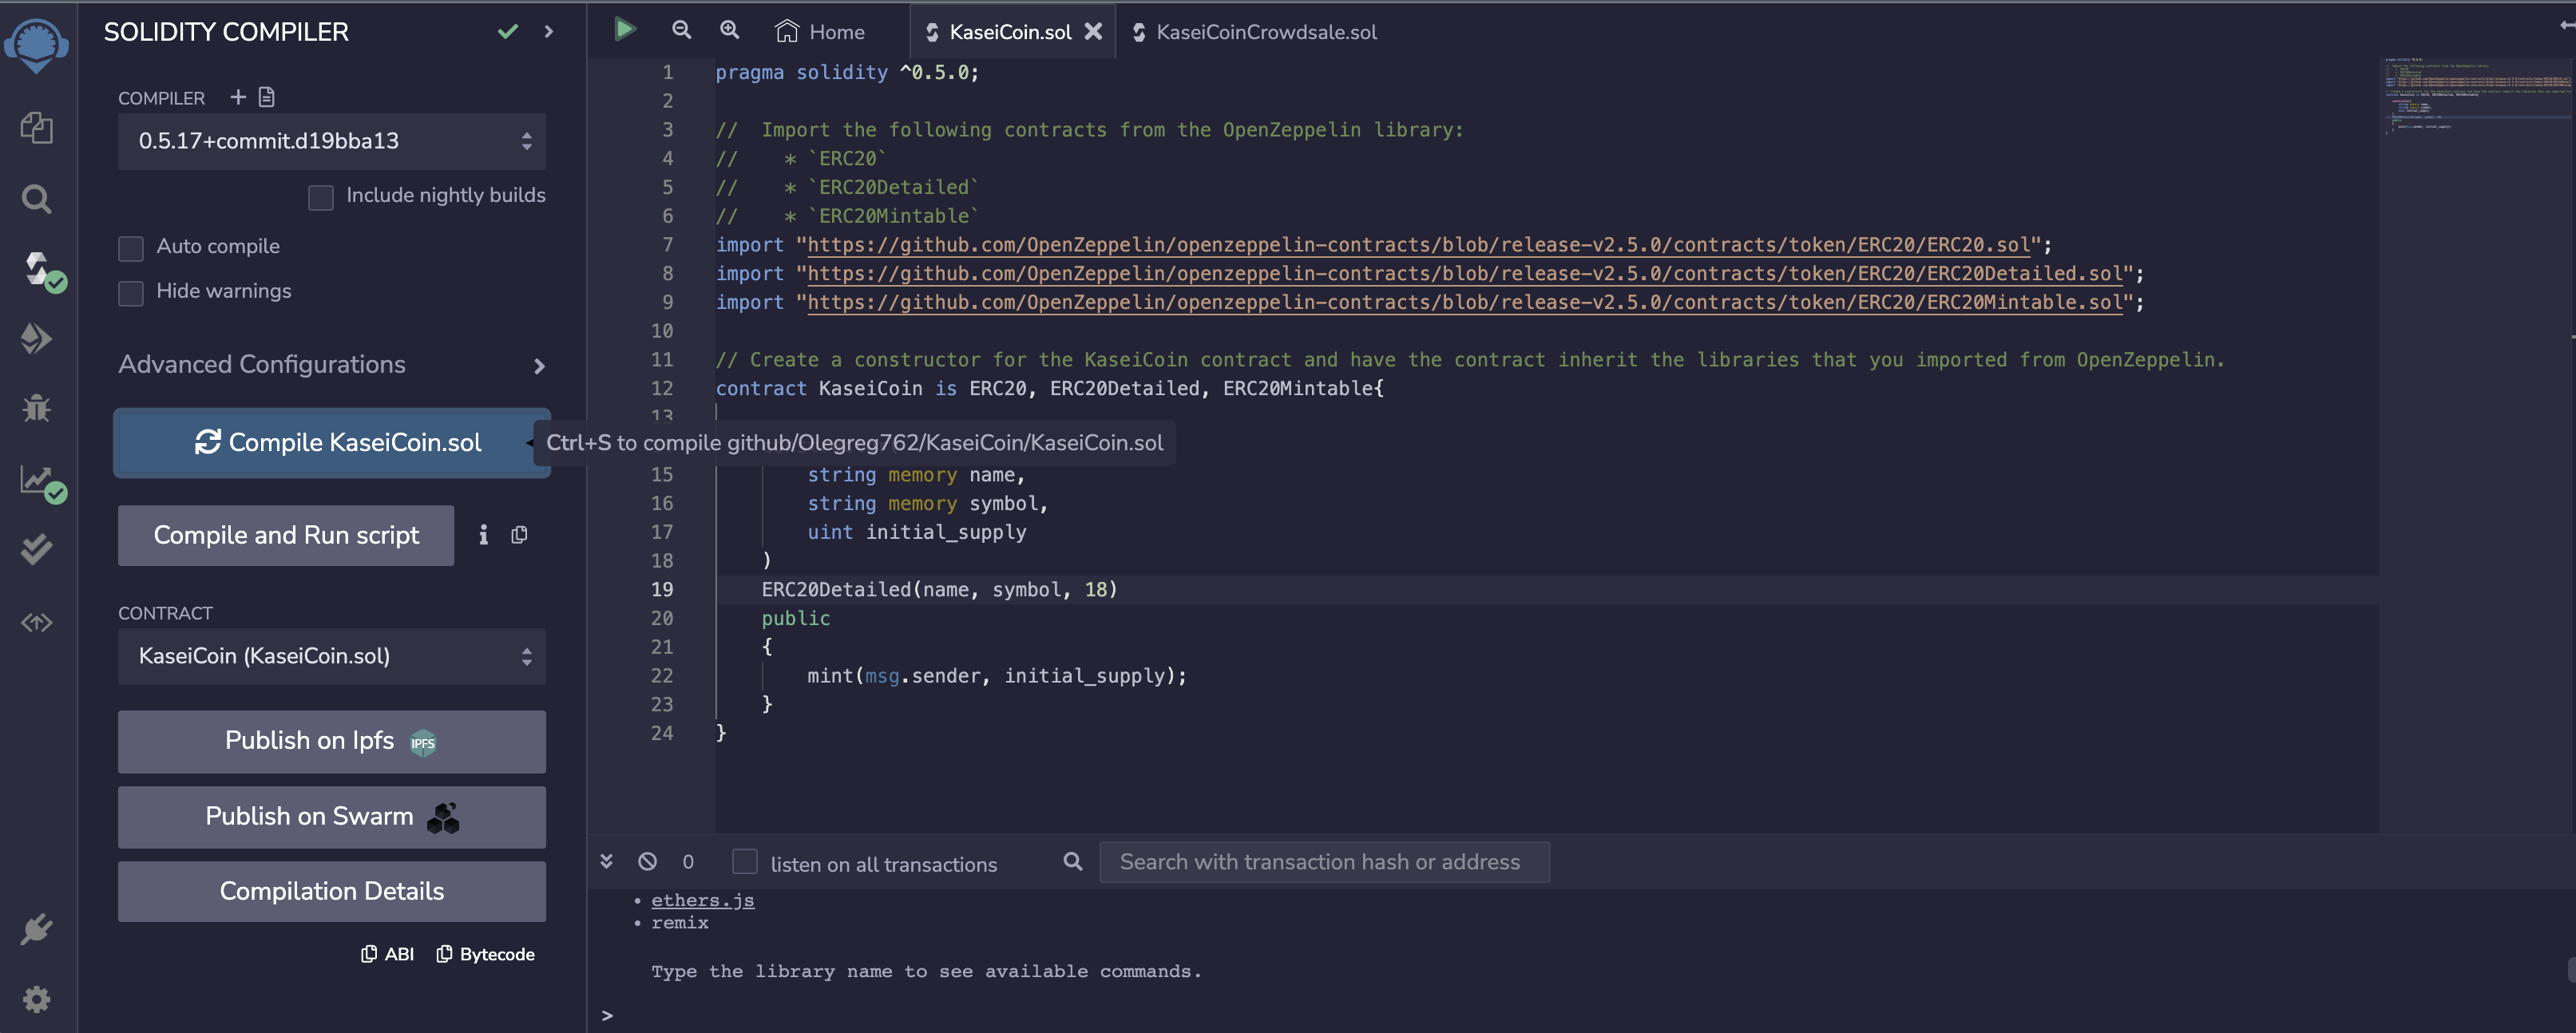 SOLIDITY COMPILER
COMPILER
0.5.17+commit.d19bba13
Include nightly builds
Auto compile
Hide warnings
Advanced Configurations
Compile KaseiCoin.sol
Ctrl+S to compile github/Olegreg762/KaseiCoin/KaseiCoin.sol
Compile and Run script
CONTRACT
KaseiCoin (KaseiCoin.sol)
Publish on Ipfs IPFS
Publish on Swarm
Compilation Details
ABI Bytecode
Home KaseiCoin.sol KaseiCoinCrowdsale.sol
1 pragma solidity ^0.5.0;
2
3 //  Import the following contracts from the OpenZeppelin library:
4 //    * `ERC20`
5 //    * `ERC20Detailed`
6 //    * `ERC20Mintable`
7 import "https://github.com/OpenZeppelin/openzeppelin-contracts/blob/release-v2.5.0/contracts/token/ERC20/ERC20.sol";
8 import "https://github.com/OpenZeppelin/openzeppelin-contracts/blob/release-v2.5.0/contracts/token/ERC20/ERC20Detailed.sol";
9 import "https://github.com/OpenZeppelin/openzeppelin-contracts/blob/release-v2.5.0/contracts/token/ERC20/ERC20Mintable.sol";
10
11 // Create a constructor for the KaseiCoin contract and have the contract inherit the libraries that you imported from OpenZeppelin.
12 contract KaseiCoin is ERC20, ERC20Detailed, ERC20Mintable{
13
15 string memory name,
16 string memory symbol,
17 uint initial_supply
18 )
19 ERC20Detailed(name, symbol, 18)
20 public
21 {
22 mint(msg.sender, initial_supply);
23 }
24 }
0 listen on all transactions Search with transaction hash or address
• ethers.js
• remix
Type the library name to see available commands.
>